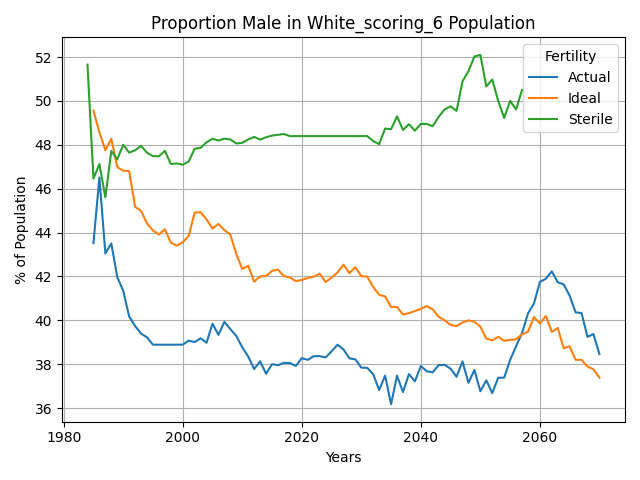 Proportion Male in White_scoring_6 Population
Fertility
Actual
Ideal
Sterile
% of Population
52
50
48
46
44
42
40
38
36
1980
2000
2020
2040
2060
Years